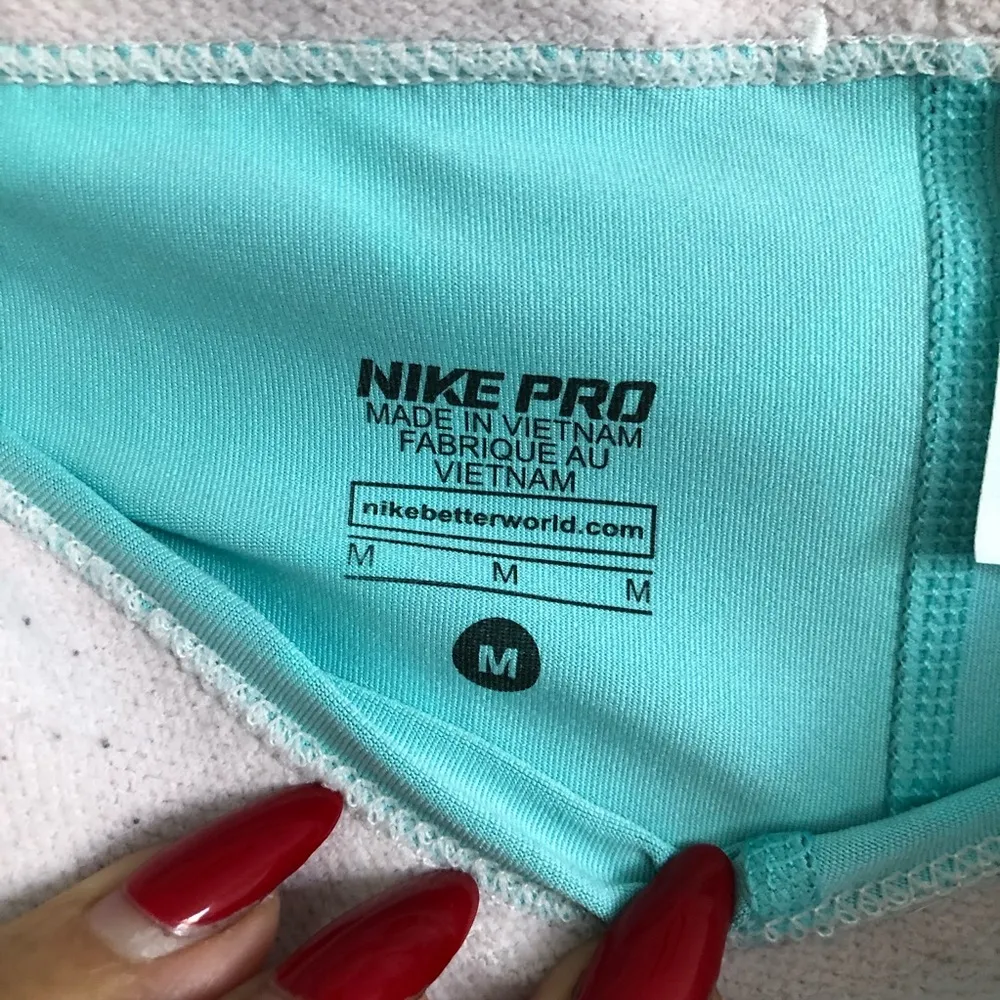 NIKE PRO
MADE IN VIETNAM
FABRIQUE AU
VIETNAM
nikebetterworld.com
M M M
M